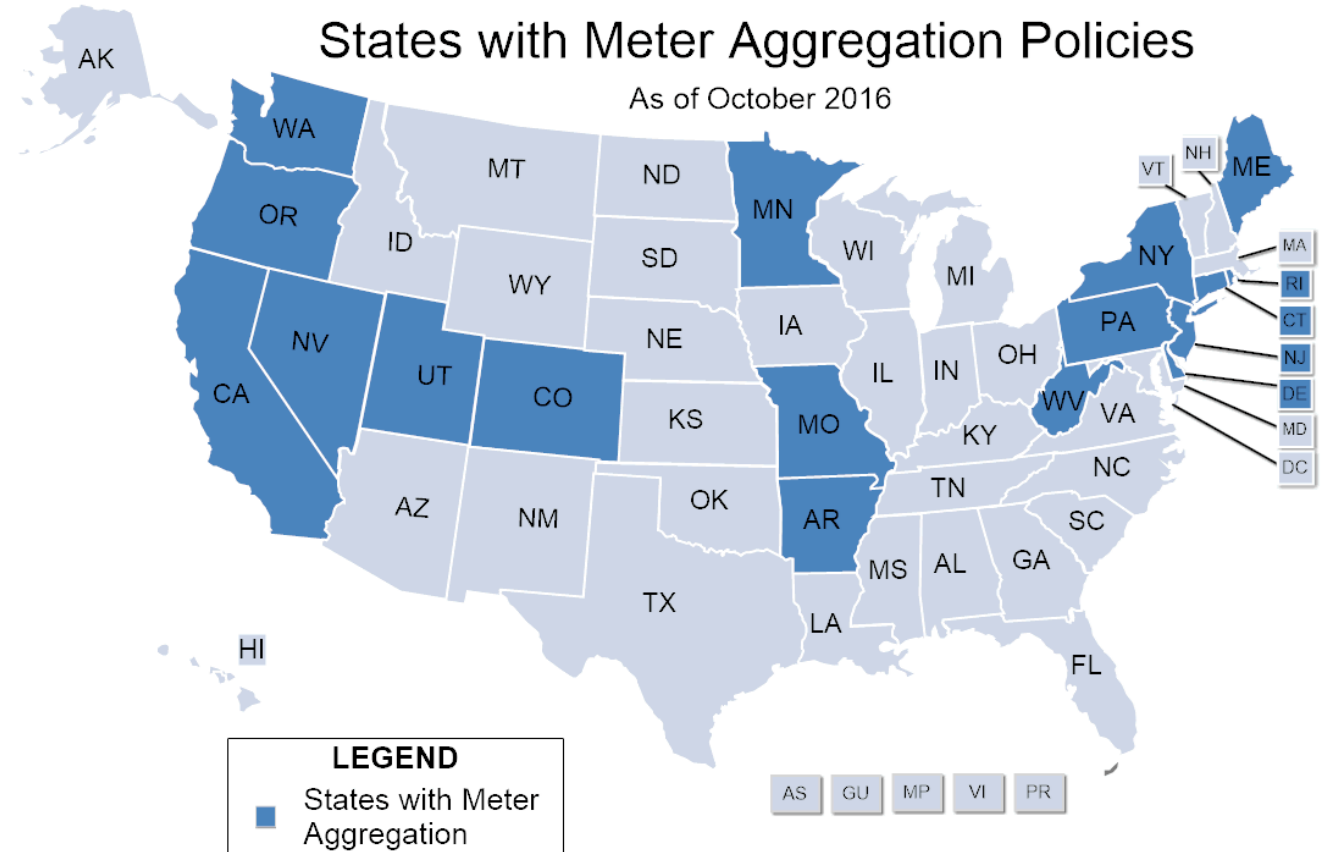 States with Meter Aggregation Policies
As of October 2016
AK
WA
MT
ND
MN
VT
NH
ME
OR
ID
SD
WI
MI
NY
MA
WY
RI
IA
PA
CT
NV
NE
OH
NJ
UT
CO
IL
IN
DE
CA
KS
MO
KY
WV
VA
MD
NC
DC
AZ
NM
OK
AR
TN
SC
MS
AL
GA
TX
LA
HI
FL
LEGEND
States with Meter
Aggregation
AS
GU
MP
VI
PR